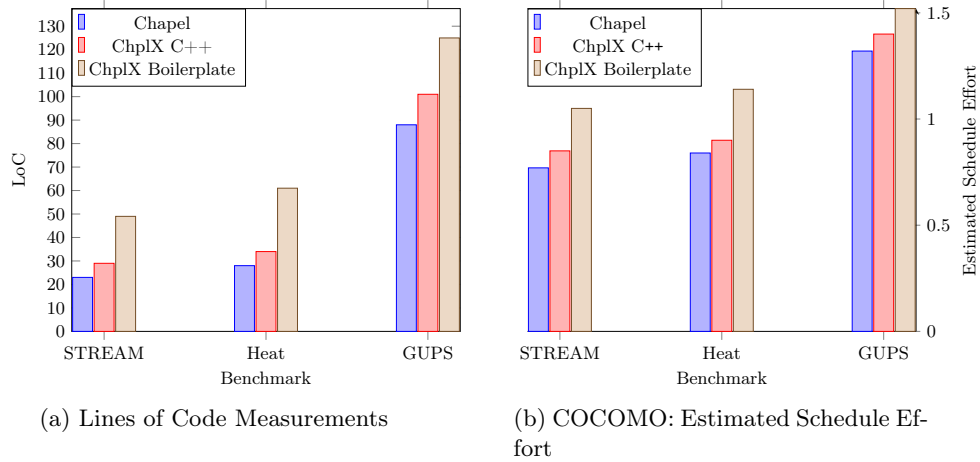 130
120
110
100
90
80
70
60
50
40
30
20
10
0
LoC
Chapel
ChplX C++
ChplX Boilerplate
STREAM Heat GUPS
Benchmark
(a) Lines of Code Measurements
Chapel
ChplX C++
ChplX Boilerplate
1.5
1
0.5
0
Estimated Schedule Effort
STREAM Heat GUPS
Benchmark
(b) COCOMO: Estimated Schedule Ef-
fort